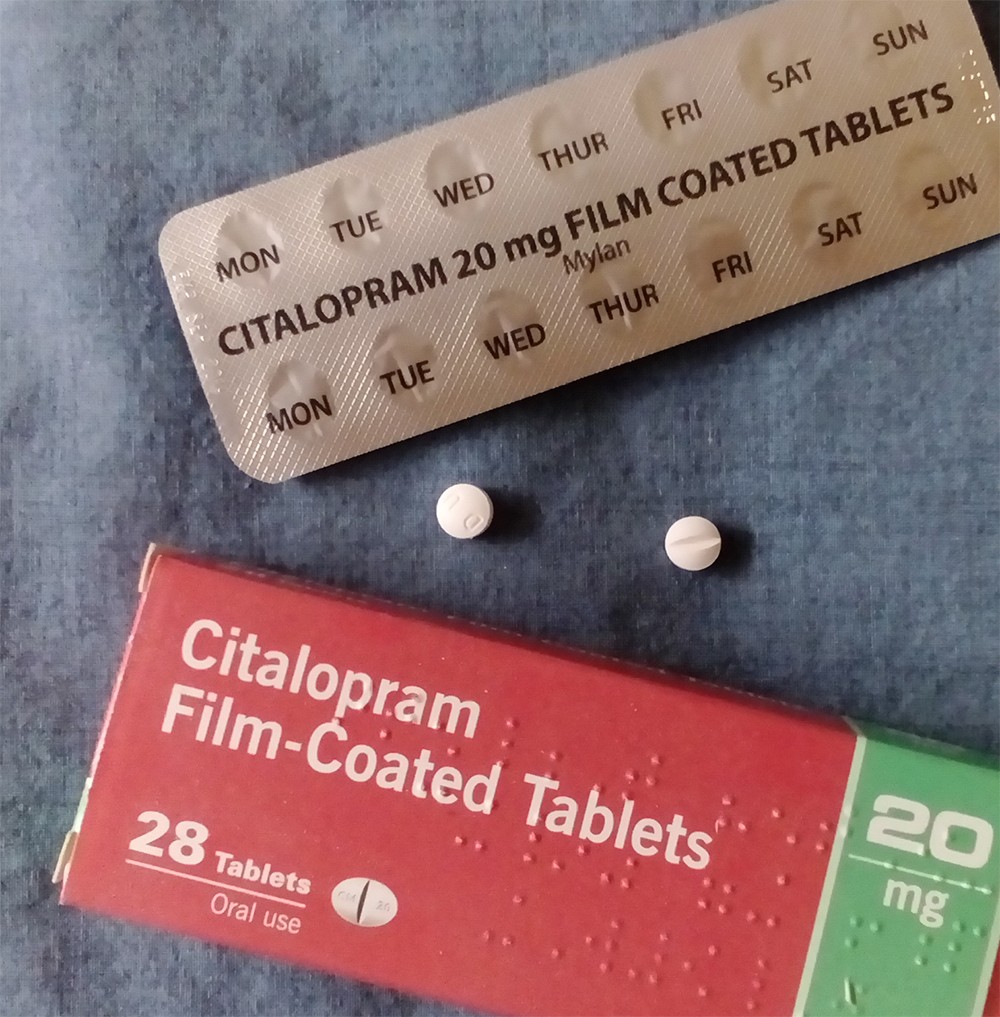 MON TUE WED THUR FRI SAT SUN
CITALOPRAM 20 mg FILM COATED TABLETS
Mylan
MON TUE WED THUR FRI SAT SUN
Citalopram
Film-Coated Tablets
28 Tablets
Oral use
20
mg